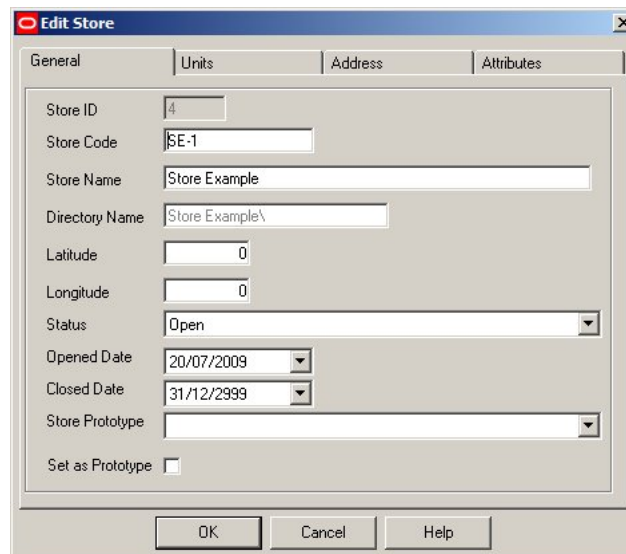 Edit Store
General Units Address Attributes
Store ID 4
Store Code SE-1
Store Name Store Example
Directory Name Store Example\
Latitude 0
Longitude 0
Status Open
Opened Date 20/07/2009
Closed Date 31/12/2999
Store Prototype
Set as Prototype
OK Cancel Help